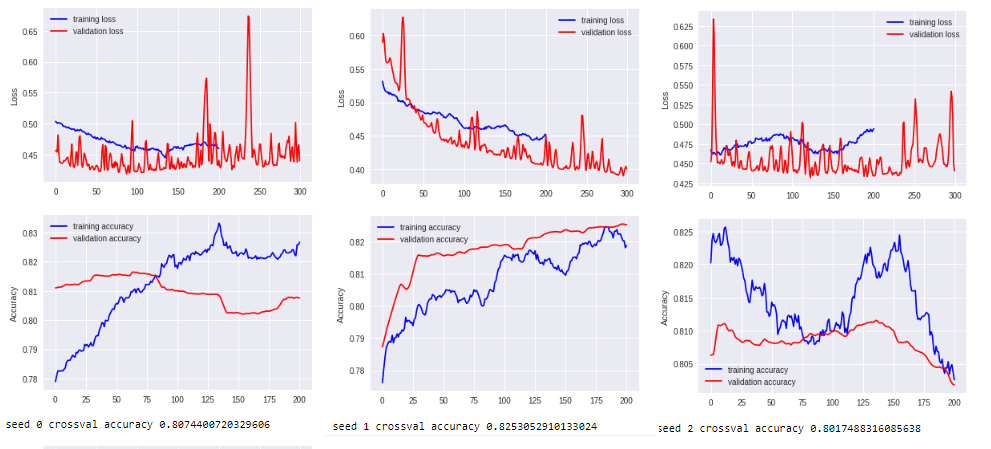 training loss
validation loss
0.65
0.60
0.55
0.50
0.45
Loss
0 50 100 150 200 250 300
training loss
validation loss
0.60
0.55
0.50
0.45
0.40
Loss
0 50 100 150 200 250 300
training loss
validation loss
0.625
0.600
0.575
0.550
0.525
0.500
0.475
0.450
0.425
Loss
0 50 100 150 200 250 300
training accuracy
validation accuracy
0.83
0.82
0.81
0.80
0.79
0.78
Accuracy
0 25 50 75 100 125 150 175 200
training accuracy
validation accuracy
0.82
0.81
0.80
0.79
0.78
Accuracy
0 25 50 75 100 125 150 175 200
0.825
0.820
0.815
0.810
0.805
Accuracy
training accuracy
validation accuracy
0 25 50 75 100 125 150 175 200
seed 0 crossval accuracy 0.8074400720329606
seed 1 crossval accuracy 0.8253052910133024
seed 2 crossval accuracy 0.8017488316085638